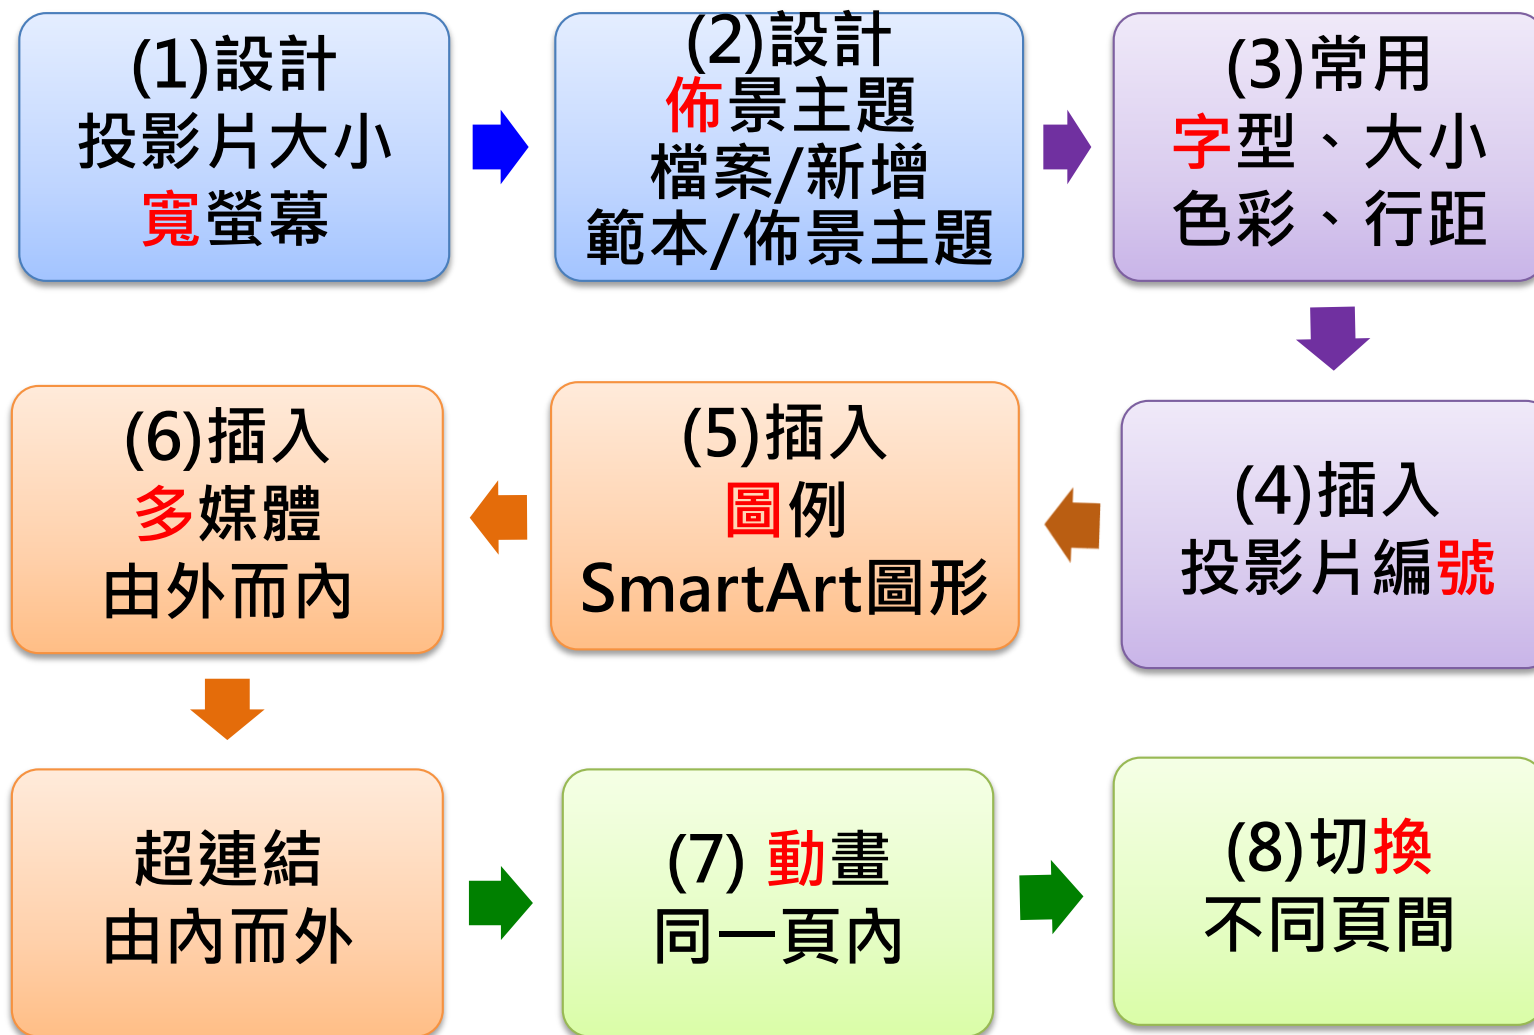 (1)設計
投影片大小
寬螢幕
(2)設計
佈景主題
檔案/新增
範本/佈景主題
(3)常用
字型、大小
色彩、行距
(4)插入
投影片編號
(5)插入
圖例
SmartArt圖形
(6)插入
多媒體
由外而內
超連結
由內而外
(7) 動畫
同一頁內
(8)切換
不同頁間